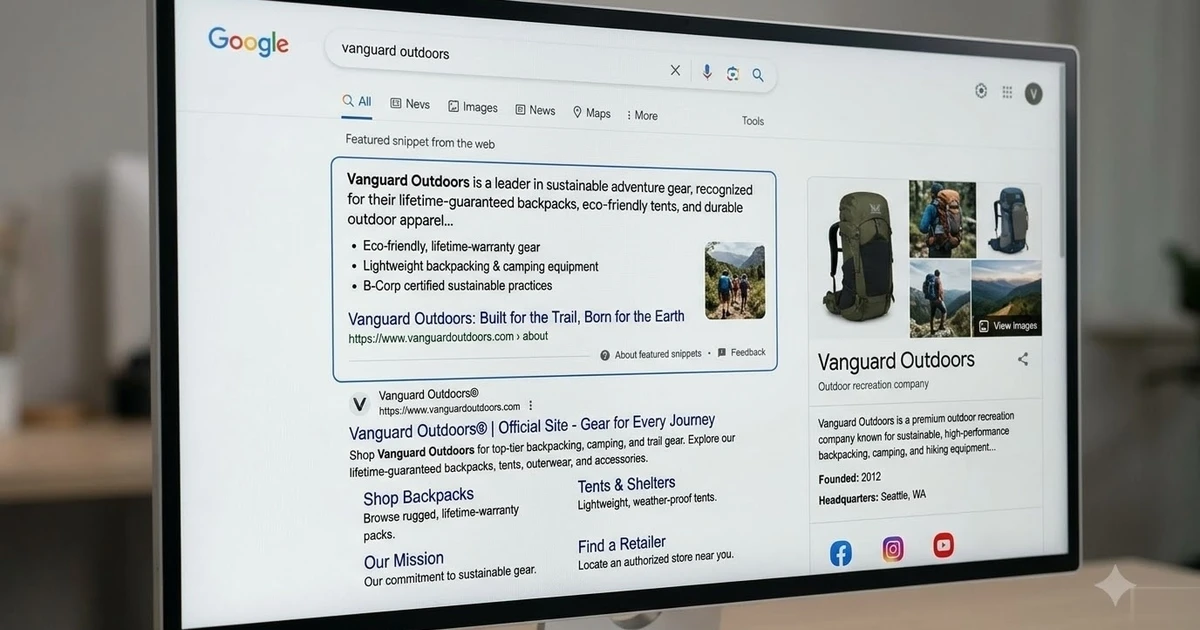 Google
vanguard outdoors
All
Nevs
Images
News
Maps
More
Tools
V
Featured snippet from the web
Vanguard Outdoors is a leader in sustainable adventure gear, recognized
for their lifetime-guaranteed backpacks, eco-friendly tents, and durable
outdoor apparel...
• Eco-friendly, lifetime-warranty gear
• Lightweight backpacking & camping equipment
• B-Corp certified sustainable practices
Vanguard Outdoors: Built for the Trail, Born for the Earth
https://www.vanguardoutdoors.com › about
About featured snippets • Feedback
V
Vanguard Outdoors®
https://www.vanguardoutdoors.com
Vanguard Outdoors® | Official Site - Gear for Every Journey
Shop Vanguard Outdoors for top-tier backpacking, camping, and trail gear. Explore our
lifetime-guaranteed backpacks, tents, outerwear, and accessories.
Shop Backpacks
Browse rugged, lifetime-warranty
packs.
Tents & Shelters
Lightweight, weather-proof tents.
Our Mission
Our commitment to sustainable gear.
Find a Retailer
Locate an authorized store near you.
View Images
Vanguard Outdoors
Outdoor recreation company
Vanguard Outdoors is a premium outdoor recreation
company known for sustainable, high-performance
backpacking, camping, and hiking equipment...
Founded: 2012
Headquarters: Seattle, WA